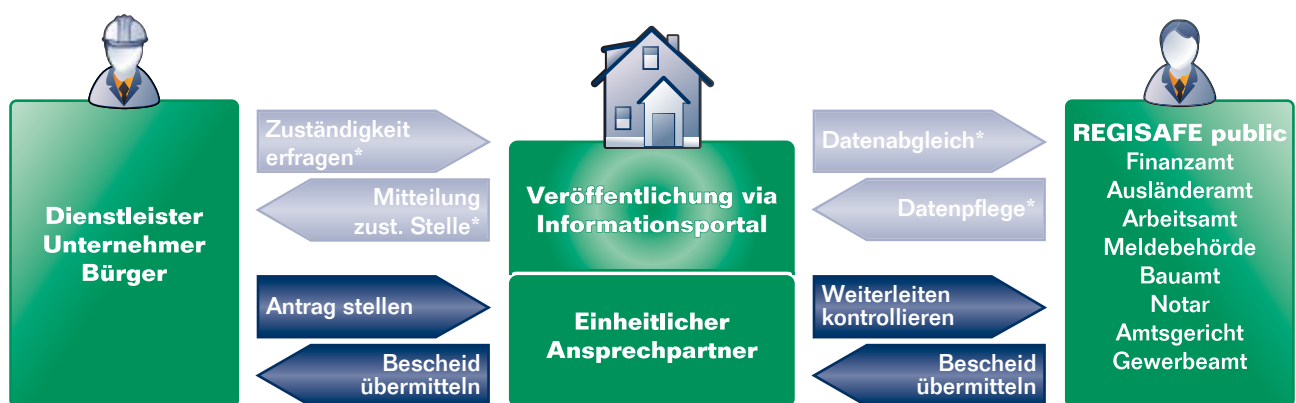 Dienstleister
Unternehmer
Bürger
Zuständigkeit
erfragen*
Mitteilung
zust. Stelle*
Antrag stellen
Bescheid
übermitteln
Veröffentlichung via
Informationsportal
Einheitlicher
Ansprechpartner
Datenabgleich*
Datenpflege*
Weiterleiten
kontrollieren
Bescheid
übermitteln
REGISAFE public
Finanzamt
Ausländeramt
Arbeitsamt
Meldebehörde
Bauamt
Notar
Amtsgericht
Gewerbeamt